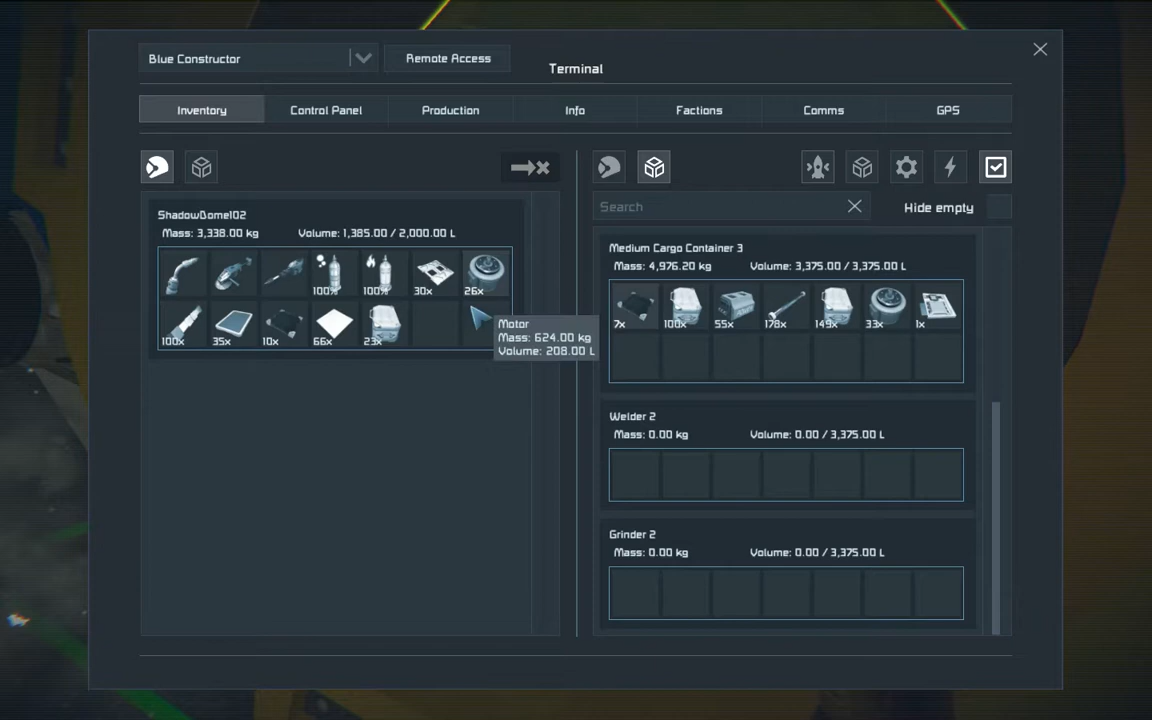 Blue Constructor
Remote Access
Terminal
Inventory
Control Panel
Production
Info
Factions
Comms
GPS
Search
Hide empty
ShadowDome102
Mass: 3,338.00 kg
Volume: 1,385.00 / 2,000.00 L
100%
100%
30x
26x
100x
35x
10x
66x
23x
Motor
Mass: 624.00 kg
Volume: 208.00 L
Medium Cargo Container 3
Mass: 4,976.20 kg
Volume: 3,375.00 / 3,375.00 L
7x
100x
55x
178x
149x
33x
1x
Welder 2
Mass: 0.00 kg
Volume: 0.00 / 3,375.00 L
Grinder 2
Mass: 0.00 kg
Volume: 0.00 / 3,375.00 L